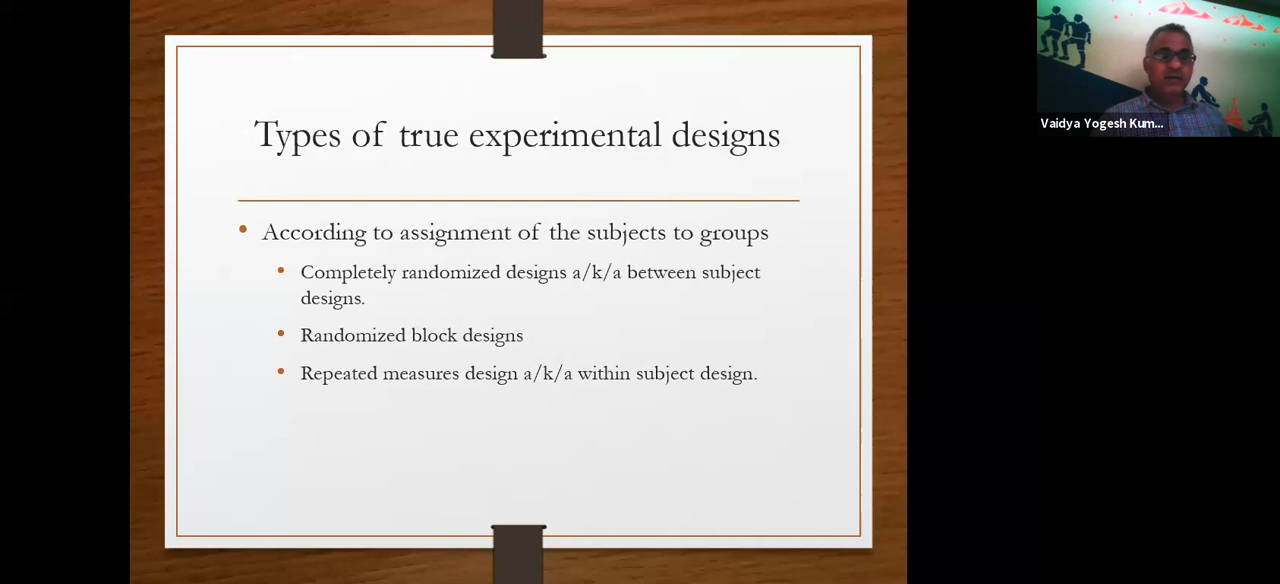 Types of true experimental designs
According to assignment of the subjects to groups
Completely randomized designs a/k/a between subject
designs.
Randomized block designs
Repeated measures design a/k/a within subject design.
Vaidya Yogesh Kum...